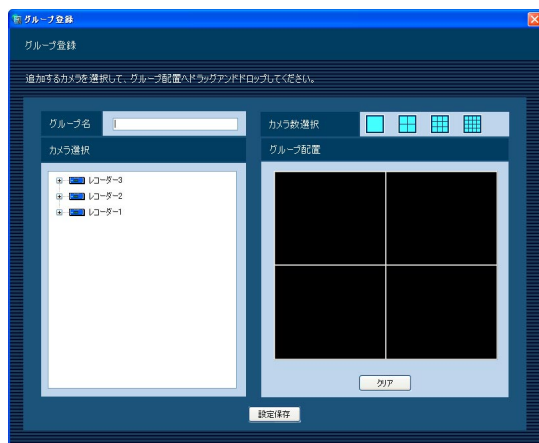 グループ登録
グループ登録
追加するカメラを選択して、グループ配置へドラッグアンドドロップしてください。
グループ名
カメラ数選択
カメラ選択
グループ配置
レコーダー3
レコーダー2
レコーダー1
クリア
設定保存